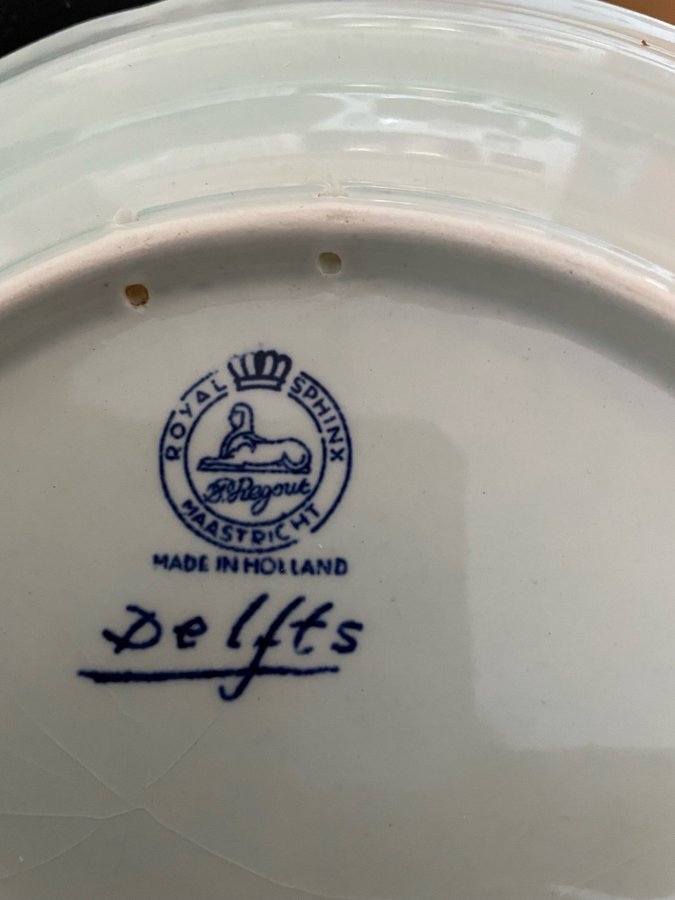 ROYAL SPHINX
P. Regout
MAASTRICHT
MADE IN HOLLAND
Delfts